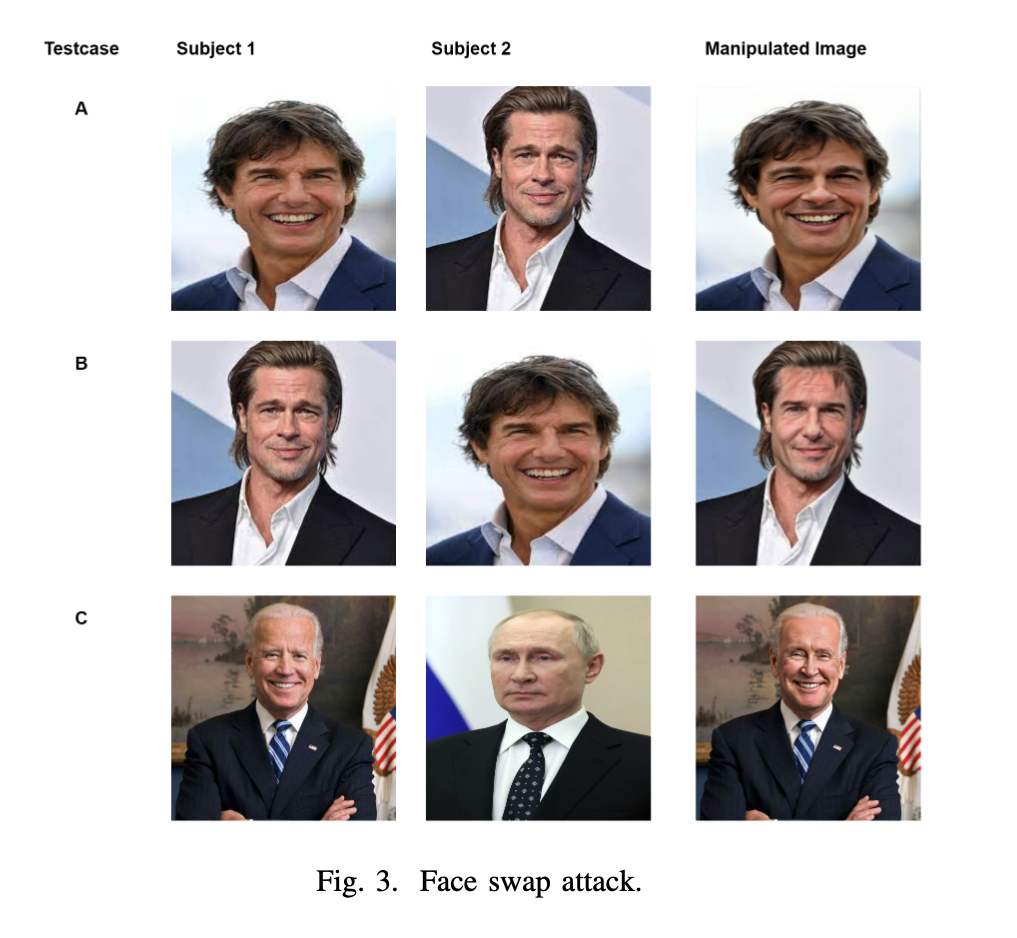 Testcase Subject 1 Subject 2 Manipulated Image
A
B
C
Fig. 3. Face swap attack.